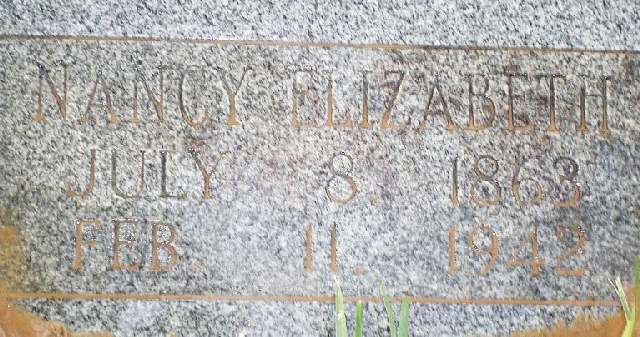 NANCY ELIZABETH
JULY 8. 1863
FEB. 11. 1942